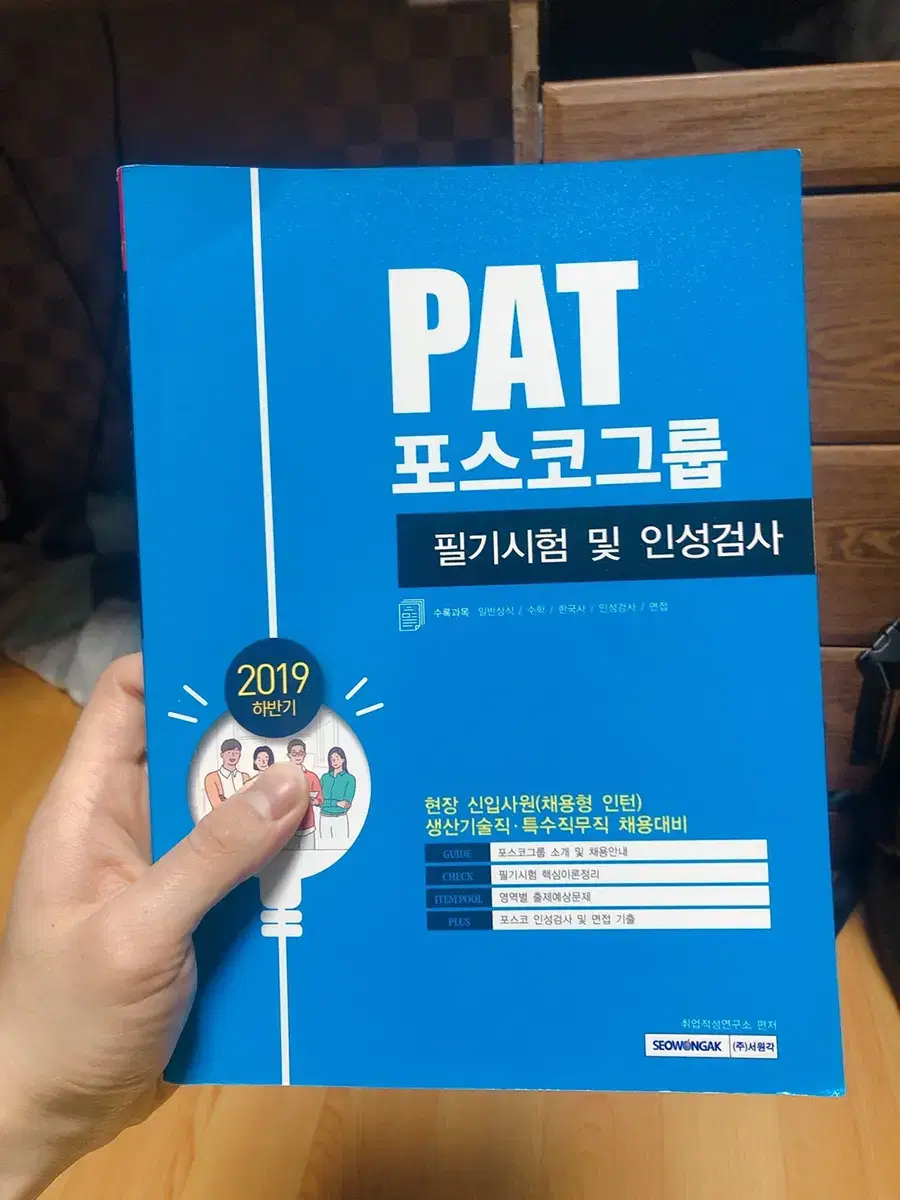 PAT
포스코그룹
필기시험 및 인성검사
수록과목 일반상식 / 수학 / 한국사 / 인성검사 / 면접
2019
하반기
현장 신입사원(채용형 인턴)
생산기술직·특수직무직 채용대비
GUIDE 포스코그룹 소개 및 채용안내
CHECK 필기시험 핵심이론정리
ITEM POOL 영역별 출제예상문제
PLUS 포스코 인성검사 및 면접 기출
취업적성연구소 편저
SEOWONGAK (주)서원각